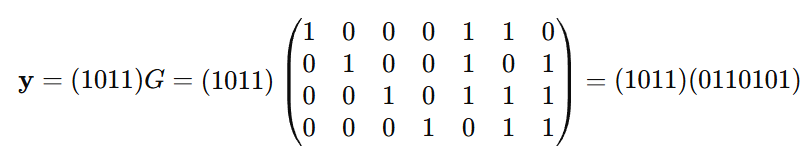 y = (1011)G = (1011) (1 0 0 0 1 1 0
0 1 0 0 1 0 1
0 0 1 0 1 1 1
0 0 0 1 0 1 1) = (1011)(0110101)